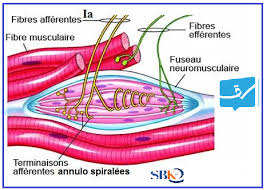 Fibres afférentes Ia
Fibres
efférentes
Fibre musculaire
Fuseau
neuromusculaire
Terminaisons
afférentes annulo spiralées
SBK